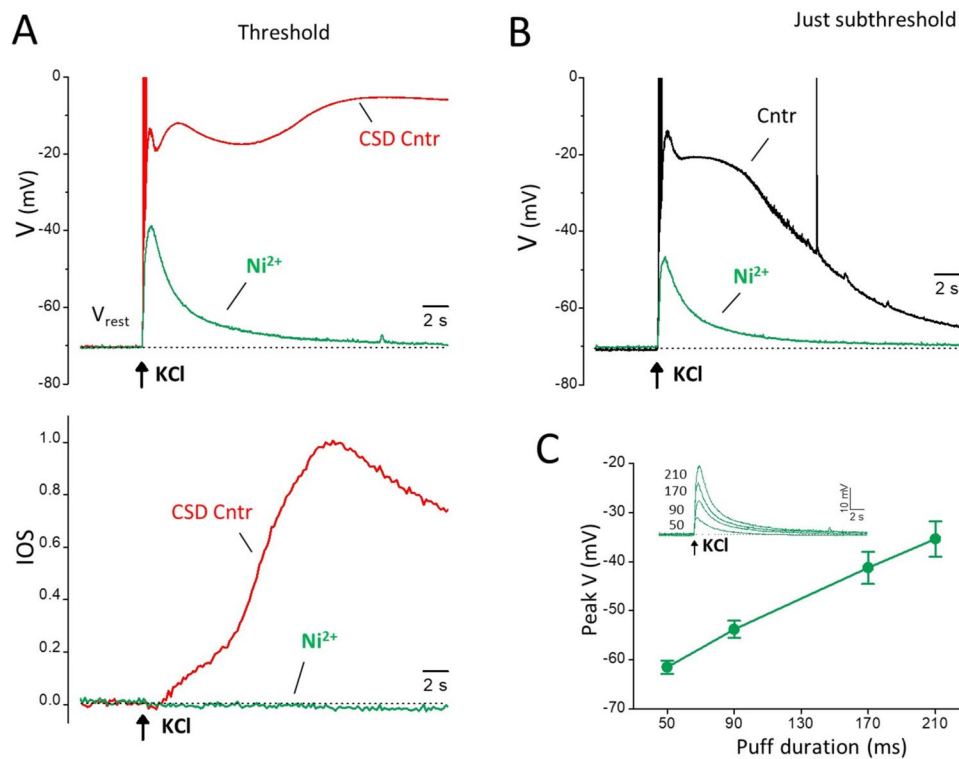 A
Threshold
0
-20
-40
-60
-80
V (mV)
CSD Cntr
Ni²⁺
V_rest
2 s
KCl
1.0
0.8
0.6
0.4
0.2
0.0
IOS
CSD Cntr
Ni²⁺
2 s
KCl
B
Just subthreshold
0
-20
-40
-60
-80
V (mV)
Cntr
Ni²⁺
2 s
KCl
C
-20
-30
-40
-50
-60
-70
Peak V (mV)
210
170
90
50
KCl
10 mV
2 s
50 90 130 170 210
Puff duration (ms)